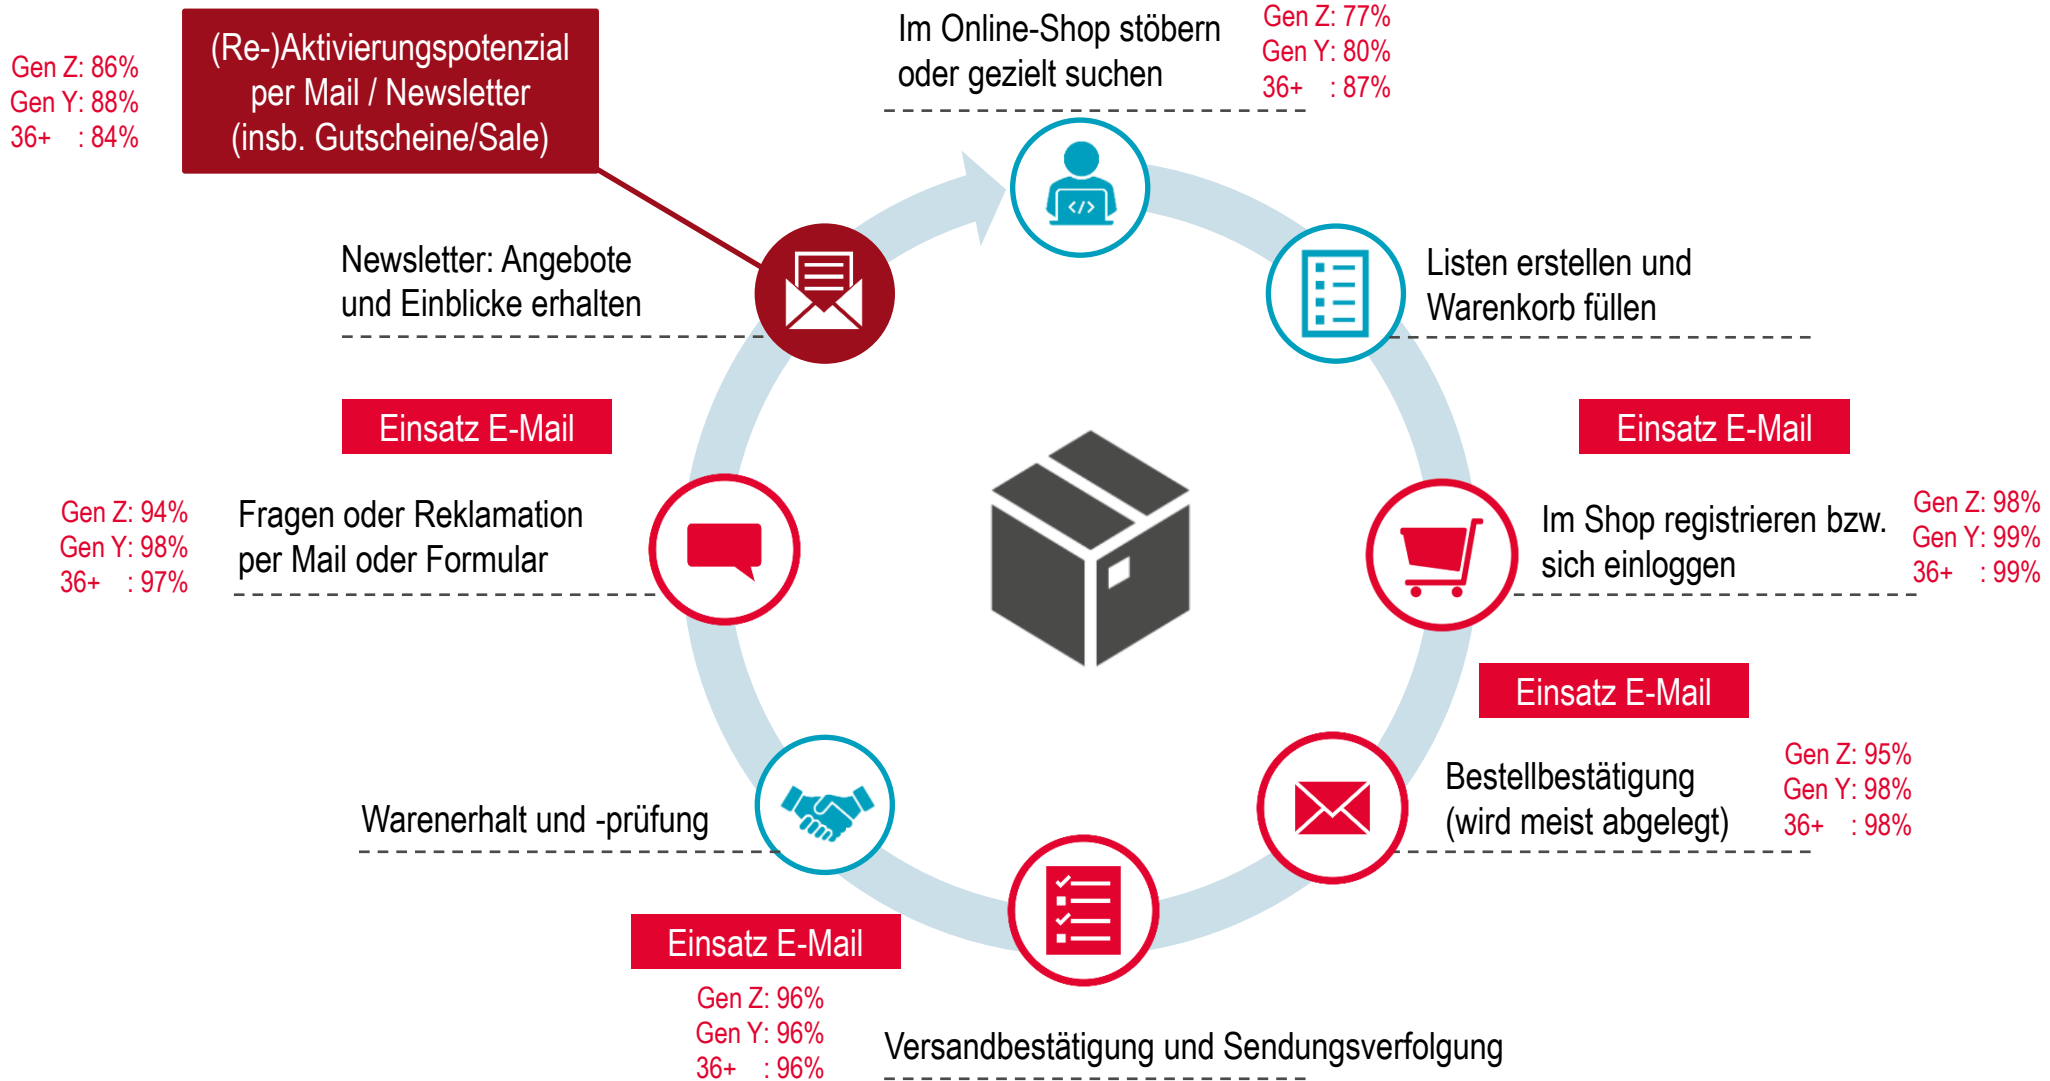 Gen Z: 86%
Gen Y: 88%
36+ : 84%
(Re-)Aktivierungspotenzial
per Mail / Newsletter
(insb. Gutscheine/Sale)
Im Online-Shop stöbern
oder gezielt suchen
Gen Z: 77%
Gen Y: 80%
36+ : 87%
</>
Listen erstellen und
Warenkorb füllen
Einsatz E-Mail
Im Shop registrieren bzw.
sich einloggen
Gen Z: 98%
Gen Y: 99%
36+ : 99%
Einsatz E-Mail
Bestellbestätigung
(wird meist abgelegt)
Gen Z: 95%
Gen Y: 98%
36+ : 98%
Einsatz E-Mail
Gen Z: 96%
Gen Y: 96%
36+ : 96%
Versandbestätigung und Sendungsverfolgung
Warenerhalt und -prüfung
Einsatz E-Mail
Gen Z: 94%
Gen Y: 98%
36+ : 97%
Fragen oder Reklamation
per Mail oder Formular
Newsletter: Angebote
und Einblicke erhalten